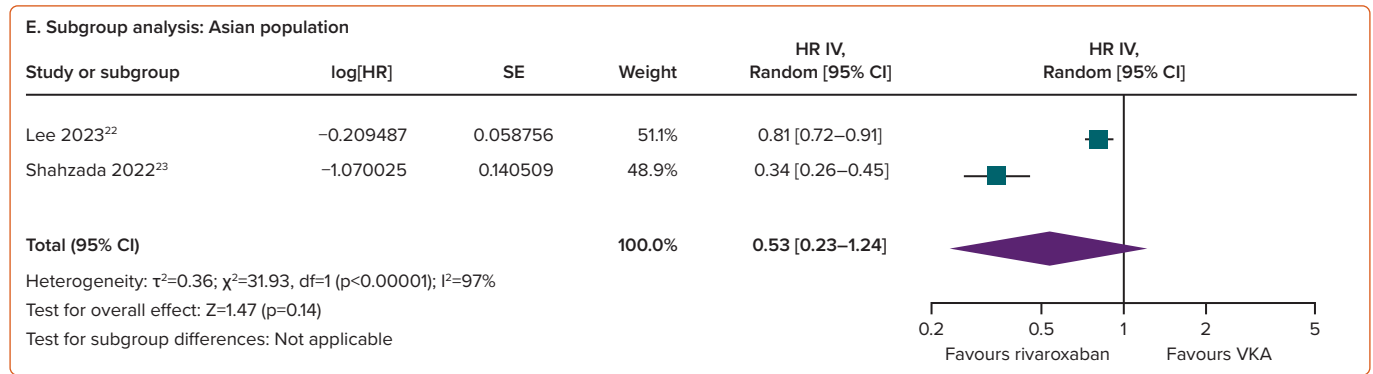 E. Subgroup analysis: Asian population
HR IV, HR IV,
Study or subgroup log[HR] SE Weight Random [95% CI] Random [95% CI]
Lee 2023²² −0.209487 0.058756 51.1% 0.81 [0.72–0.91]
Shahzada 2022²³ −1.070025 0.140509 48.9% 0.34 [0.26–0.45]
Total (95% CI) 100.0% 0.53 [0.23–1.24]
Heterogeneity: τ²=0.36; χ²=31.93, df=1 (p<0.00001); I²=97%
Test for overall effect: Z=1.47 (p=0.14)
Test for subgroup differences: Not applicable
0.2 0.5 1 2 5
Favours rivaroxaban Favours VKA